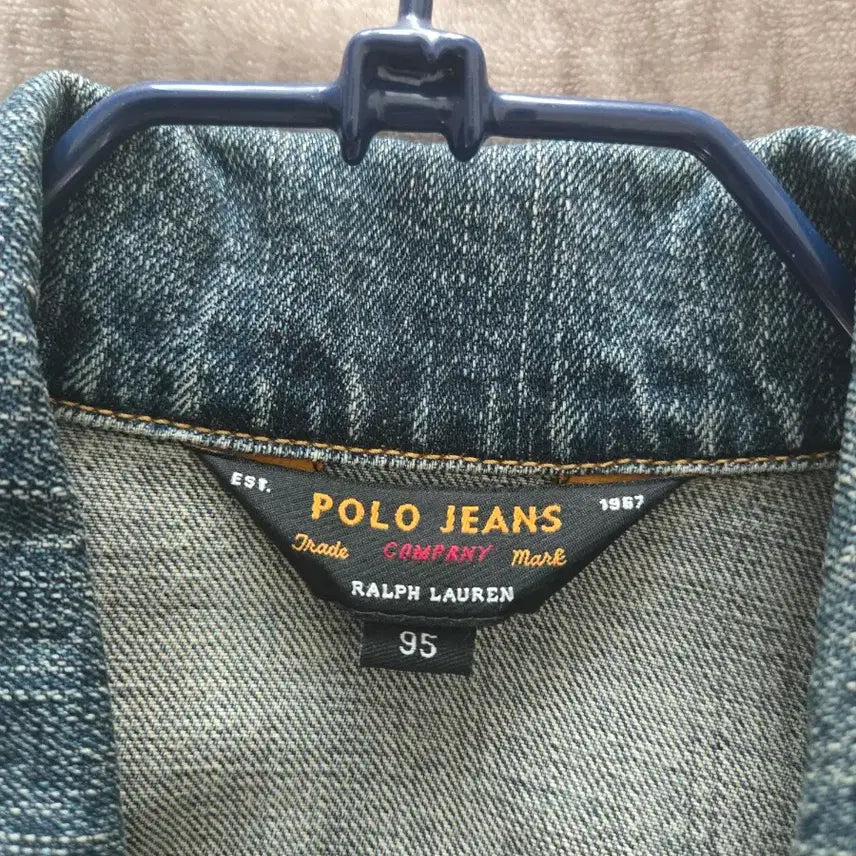 EST. 1967
POLO JEANS
Trade COMPANY Mark
RALPH LAUREN
95